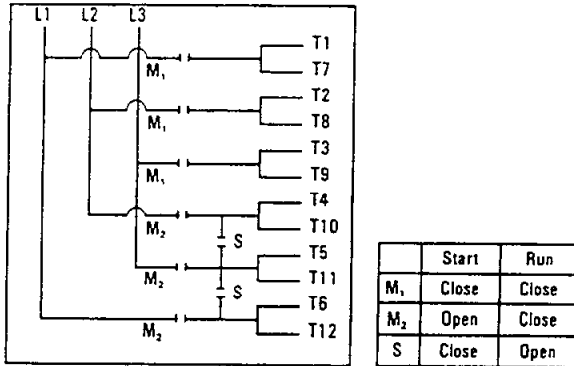 L1 L2 L3
T1
M₁
T7
T2
M₁
T8
T3
M₁
T9
T4
M₂
T10
S
T5
M₂
T11
S
T6
M₂
T12
Start Run
M₁ Close Close
M₂ Open Close
S Close Open